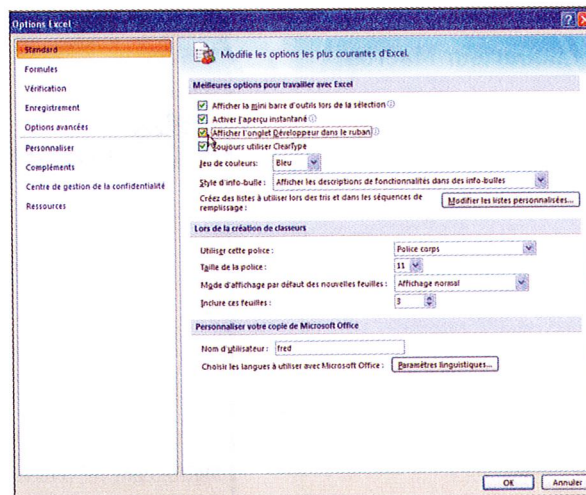 Options Excel
Standard
Formules
Vérification
Enregistrement
Options avancées
Personnaliser
Compléments
Centre de gestion de la confidentialité
Ressources
Modifie les options les plus courantes d'Excel.
Meilleures options pour travailler avec Excel
Afficher la mini barre d'outils lors de la sélection
Activer l'aperçu instantané
Afficher l'onglet Développeur dans le ruban
Toujours utiliser ClearType
Jeu de couleurs : Bleu
Style d'info-bulle : Afficher les descriptions de fonctionnalités dans des info-bulles
Créez des listes à utiliser lors des tris et dans les séquences de
remplissage : Modifier les listes personnalisées...
Lors de la création de classeurs
Utiliser cette police : Police corps
Taille de la police : 11
Mode d'affichage par défaut des nouvelles feuilles : Affichage normal
Inclure ces feuilles : 3
Personnaliser votre copie de Microsoft Office
Nom d'utilisateur : fred
Choisir les langues à utiliser avec Microsoft Office : Paramètres linguistiques...
OK Annuler